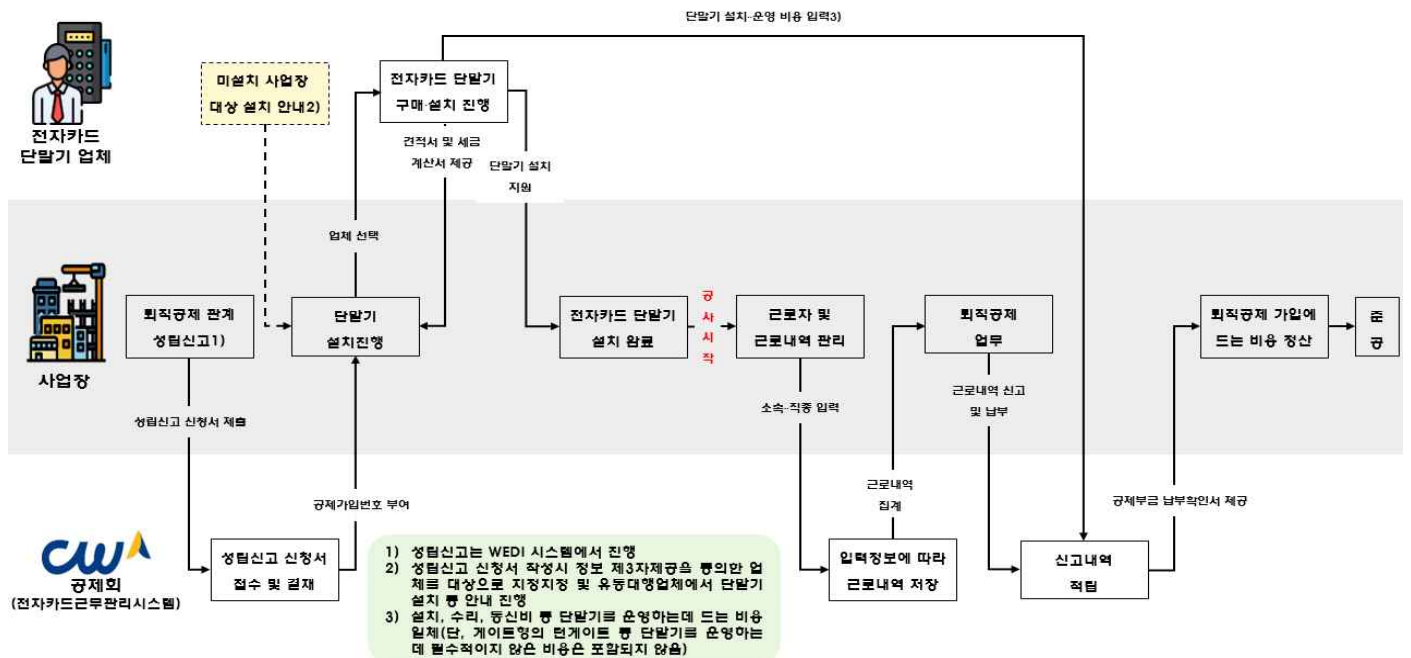 단말기 설치··운영 비용 입력3)
미설치 사업장
대상 설치 안내2)
전자카드 단말기
구매·설치 진행
전자카드
단말기 업체
견적서 및 세금
계산서 제공
단말기 설치
지원
업체 선택
퇴직공제 관계
성립신고1)
단말기
설치진행
전자카드 단말기
설치 완료
공
사
시
작
근로자 및
근로내역 관리
퇴직공제
업무
퇴직공제 가입에
드는 비용 정산
준
공
사업장
성립신고 신청서 제출
소속··직종 입력
근로내역 신고
및 납부
공제가입번호 부여
근로내역
집계
공제부금 납부확인서 제공
CW
공제회
(전자카드근무관리시스템)
성립신고 신청서
접수 및 결재
입력정보에 따라
근로내역 저장
신고내역
적립
1) 성립신고는 WEDI 시스템에서 진행
2) 성립신고 신청서 작성시 정보 제3자제공을 동의한 업
체를 대상으로 지정지정 및 유통대행업체에서 단말기
설치 등 안내 진행
3) 설치, 수리, 통신비 등 단말기를 운영하는데 드는 비용
일체(단, 게이트형의 턴게이트 등 단말기를 운영하는
데 필수적이지 않은 비용은 포함되지 않음)